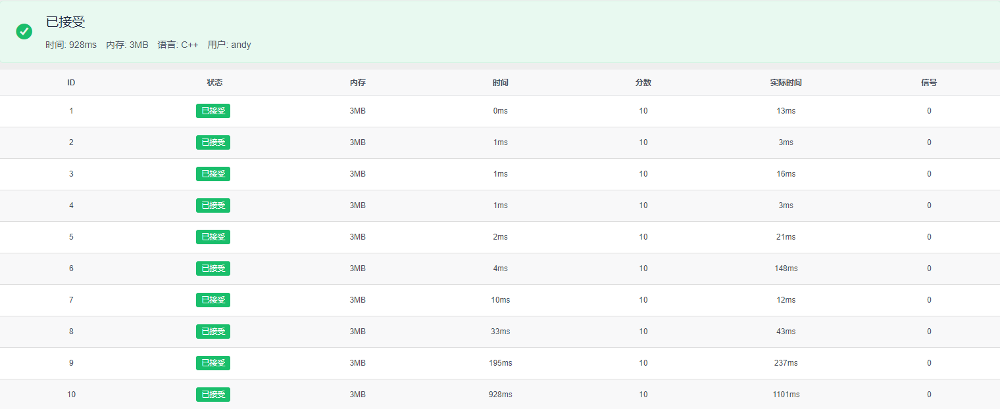 已接受
时间: 928ms 内存: 3MB 语言: C++ 用户: andy
ID 状态 内存 时间 分数 实际时间 信号
1 已接受 3MB 0ms 10 13ms 0
2 已接受 3MB 1ms 10 3ms 0
3 已接受 3MB 1ms 10 16ms 0
4 已接受 3MB 1ms 10 3ms 0
5 已接受 3MB 2ms 10 21ms 0
6 已接受 3MB 4ms 10 148ms 0
7 已接受 3MB 10ms 10 12ms 0
8 已接受 3MB 33ms 10 43ms 0
9 已接受 3MB 195ms 10 237ms 0
10 已接受 3MB 928ms 10 1101ms 0